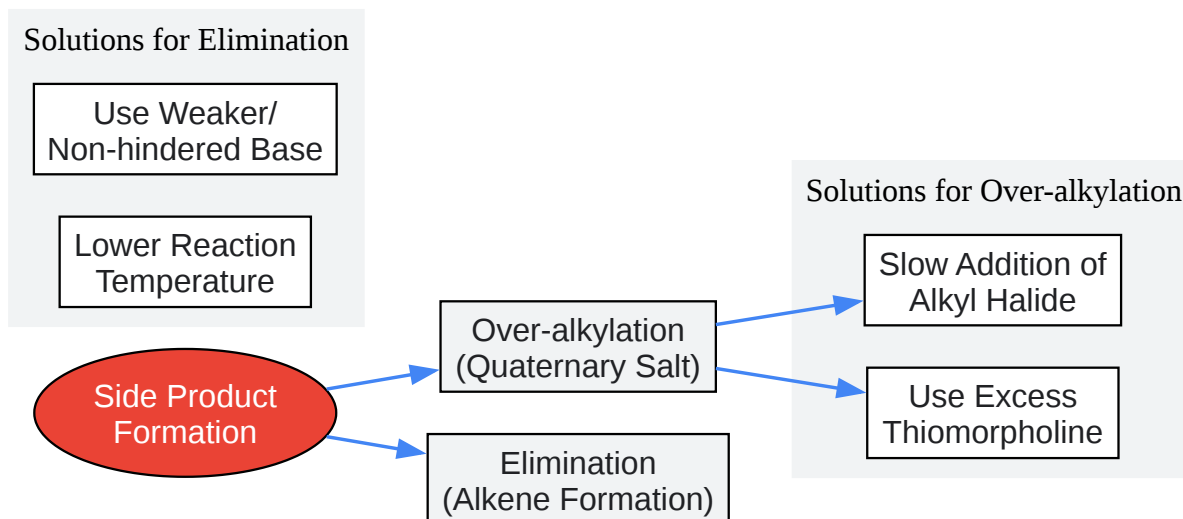 Solutions for Elimination
Use Weaker/
Non-hindered Base
Lower Reaction
Temperature
Side Product
Formation
Over-alkylation
(Quaternary Salt)
Elimination
(Alkene Formation)
Solutions for Over-alkylation
Slow Addition of
Alkyl Halide
Use Excess
Thiomorpholine